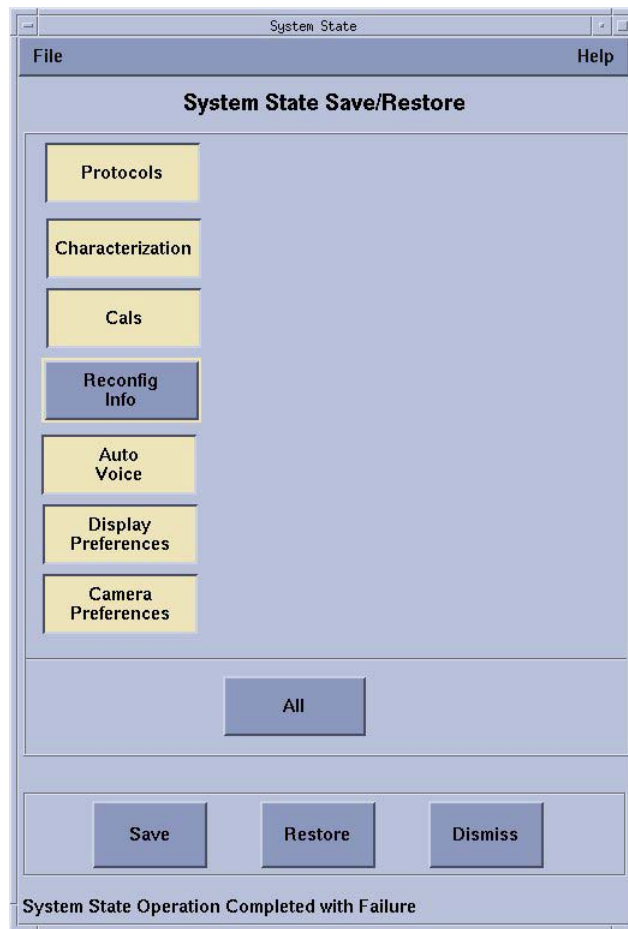 System State
File Help
System State Save/Restore
Protocols
Characterization
Cals
Reconfig
Info
Auto
Voice
Display
Preferences
Camera
Preferences
All
Save Restore Dismiss
System State Operation Completed with Failure